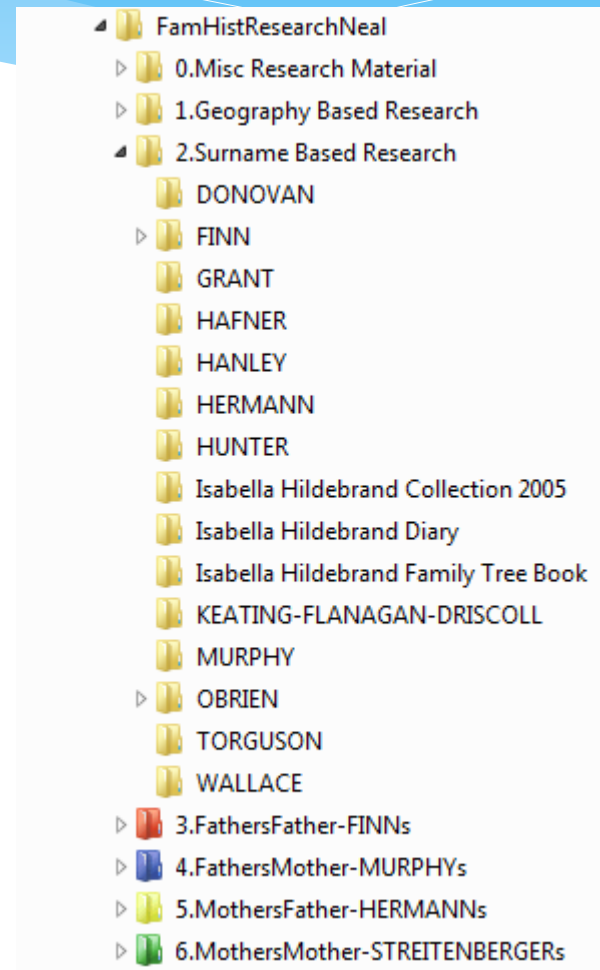 FamHistResearchNeal
0.Misc Research Material
1.Geography Based Research
2.Surname Based Research
DONOVAN
FINN
GRANT
HAFNER
HANLEY
HERMANN
HUNTER
Isabella Hildebrand Collection 2005
Isabella Hildebrand Diary
Isabella Hildebrand Family Tree Book
KEATING-FLANAGAN-DRISCOLL
MURPHY
OBRIEN
TORGUSON
WALLACE
3.FathersFather-FINNs
4.FathersMother-MURPHYs
5.MothersFather-HERMANNs
6.MothersMother-STREITENBERGERs